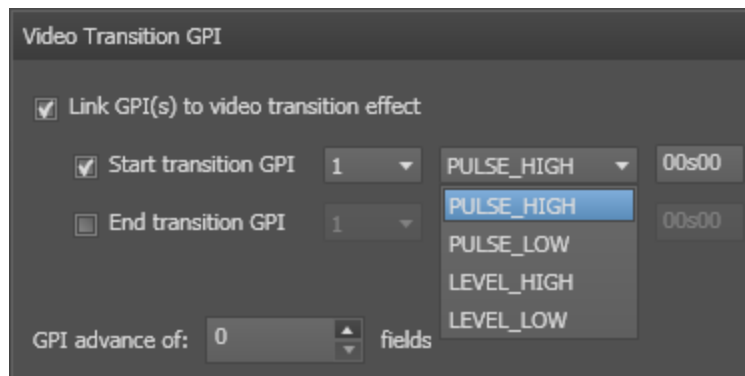 Video Transition GPI
Link GPI(s) to video transition effect
Start transition GPI 1 PULSE_HIGH 00s00
PULSE_HIGH
End transition GPI 1 00s00
PULSE_LOW
LEVEL_HIGH
LEVEL_LOW
GPI advance of: 0 fields